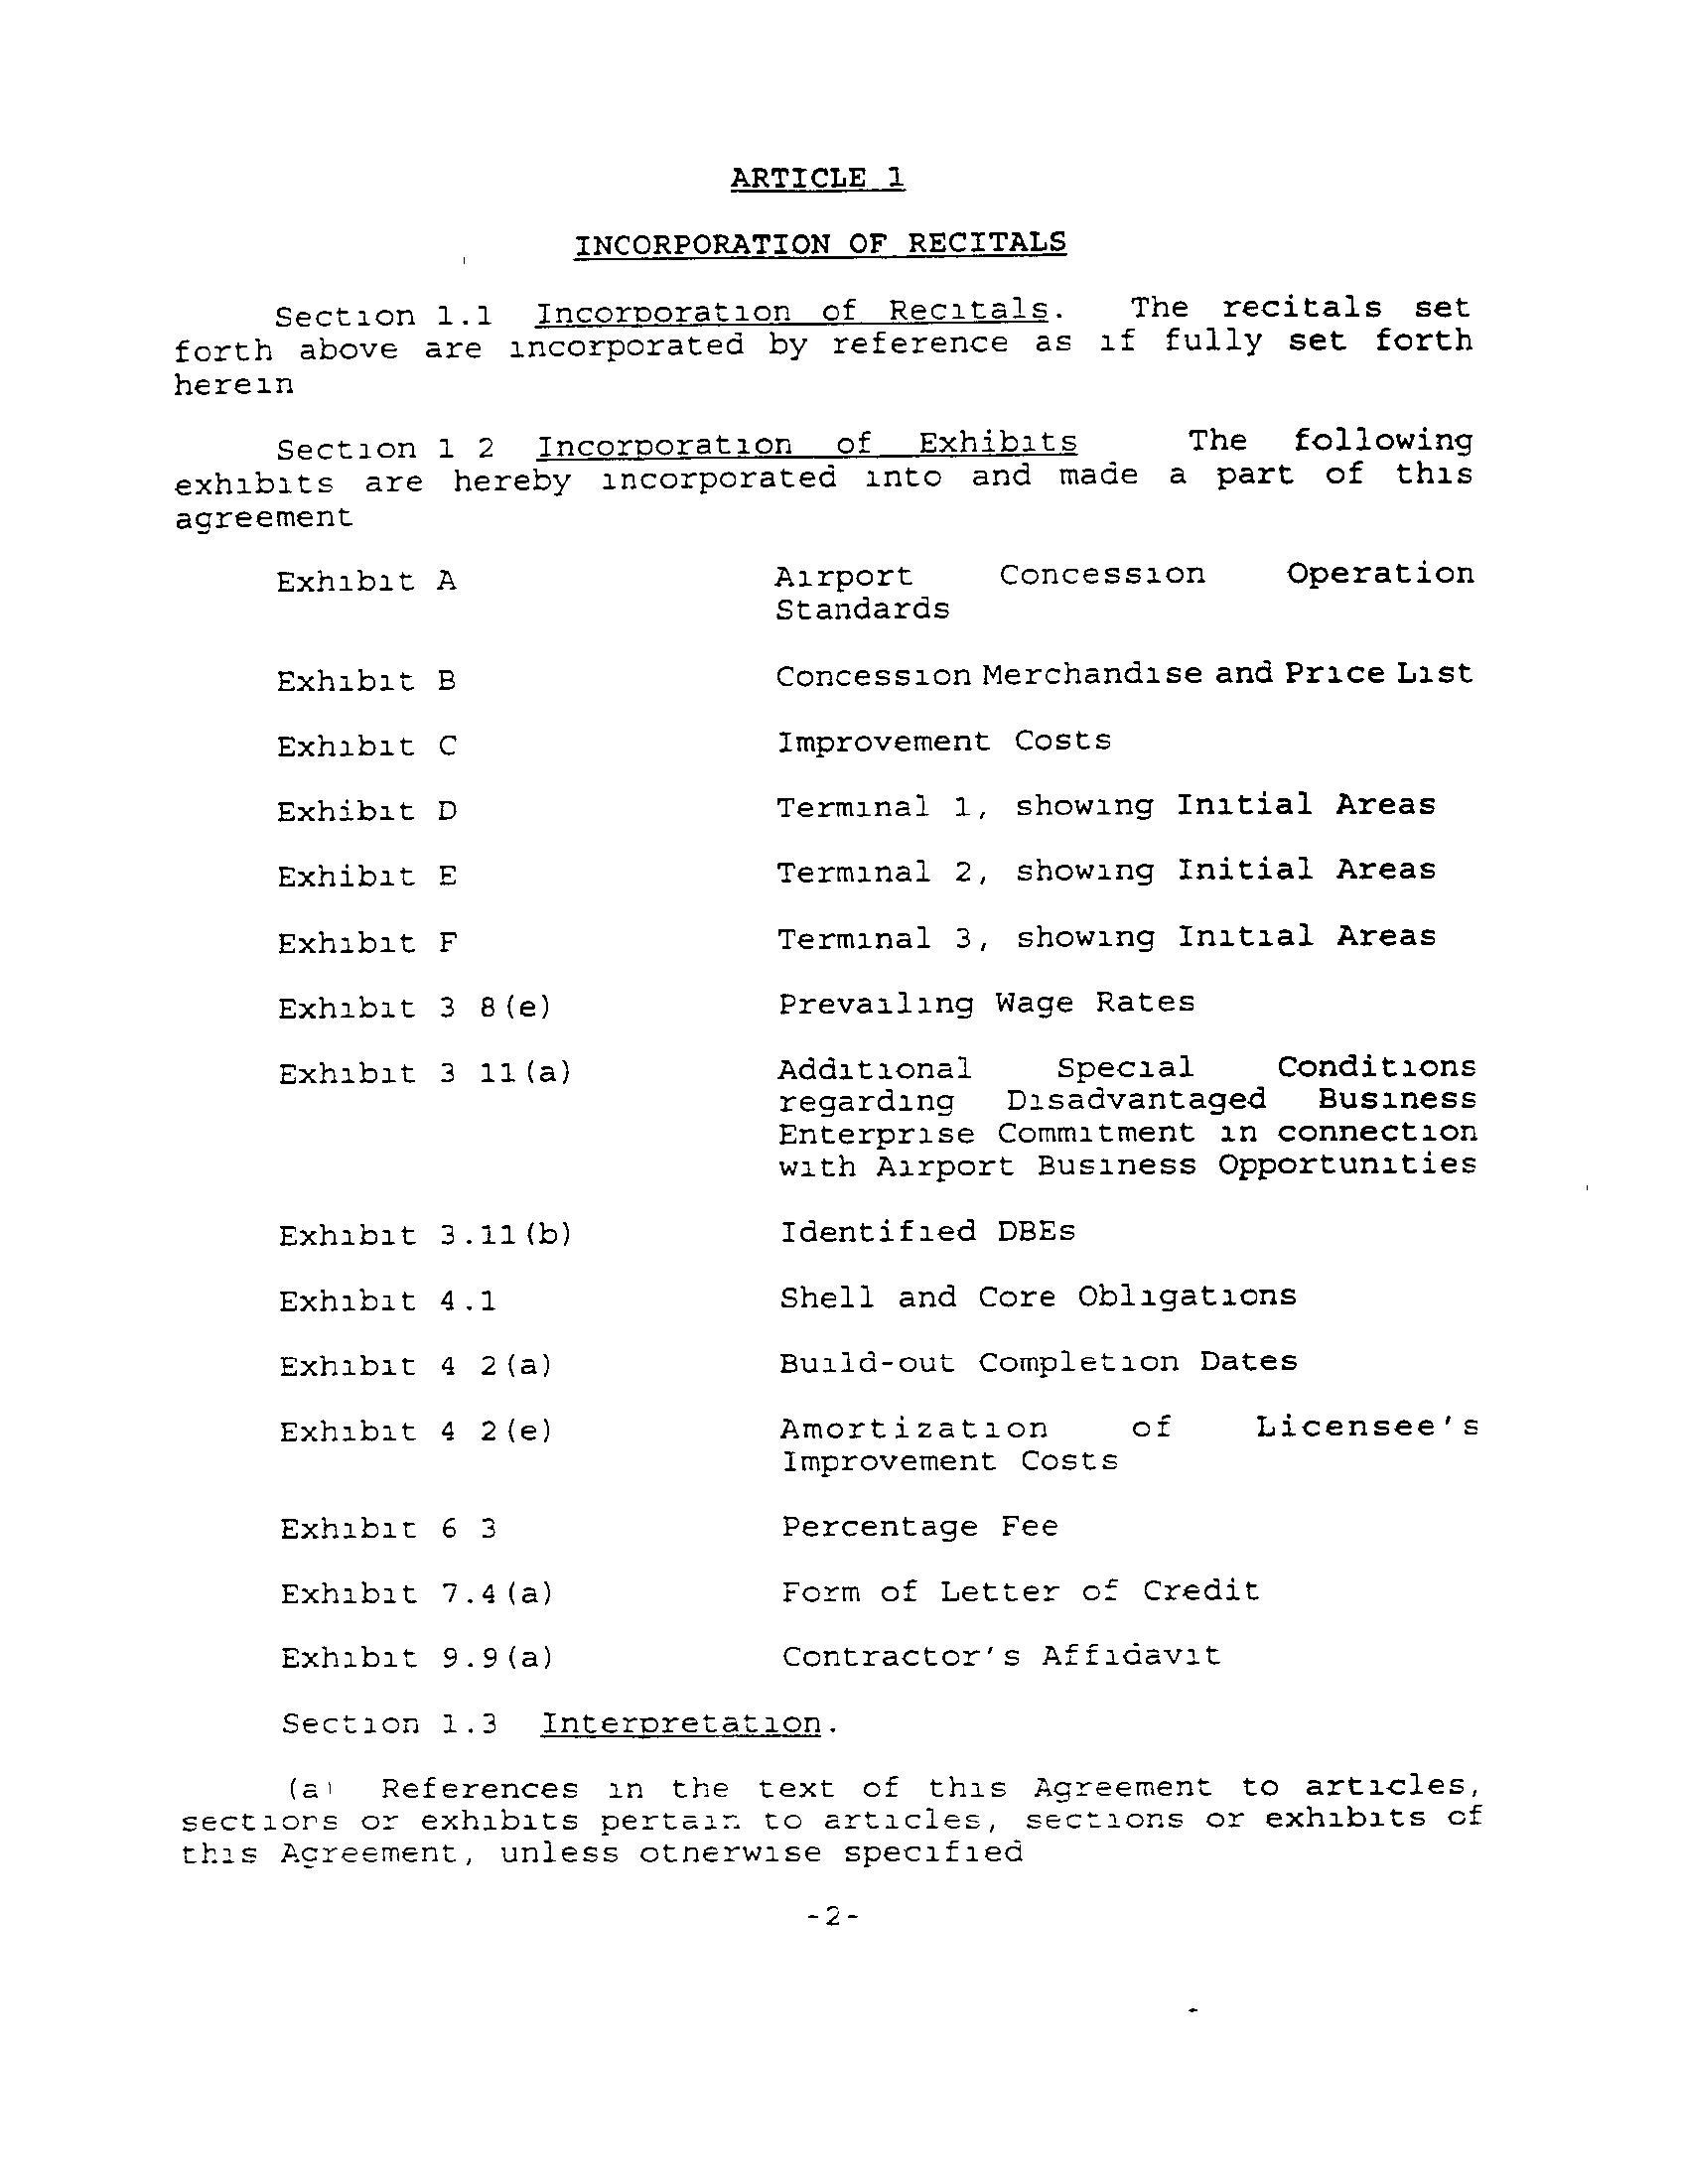 ARTICLE 1
INCORPORATION OF RECITALS
Section 1.1 Incorporation of Recitals. The recitals set
forth above are incorporated by reference as if fully set forth
herein
Section 1 2 Incorporation of Exhibits The following
exhibits are hereby incorporated into and made a part of this
agreement
Exhibit A Airport Concession Operation
Standards
Exhibit B Concession Merchandise and Price List
Exhibit C Improvement Costs
Exhibit D Terminal 1, showing Initial Areas
Exhibit E Terminal 2, showing Initial Areas
Exhibit F Terminal 3, showing Initial Areas
Exhibit 3 8(e) Prevailing Wage Rates
Exhibit 3 11(a) Additional Special Conditions
regarding Disadvantaged Business
Enterprise Commitment in connection
with Airport Business Opportunities
Exhibit 3.11(b) Identified DBEs
Exhibit 4.1 Shell and Core Obligations
Exhibit 4 2(a) Build-out Completion Dates
Exhibit 4 2(e) Amortization of Licensee's
Improvement Costs
Exhibit 6 3 Percentage Fee
Exhibit 7.4(a) Form of Letter of Credit
Exhibit 9.9(a) Contractor's Affidavit
Section 1.3 Interpretation.
(a) References in the text of this Agreement to articles,
sections or exhibits pertain to articles, sections or exhibits of
this Agreement, unless otherwise specified
-2-